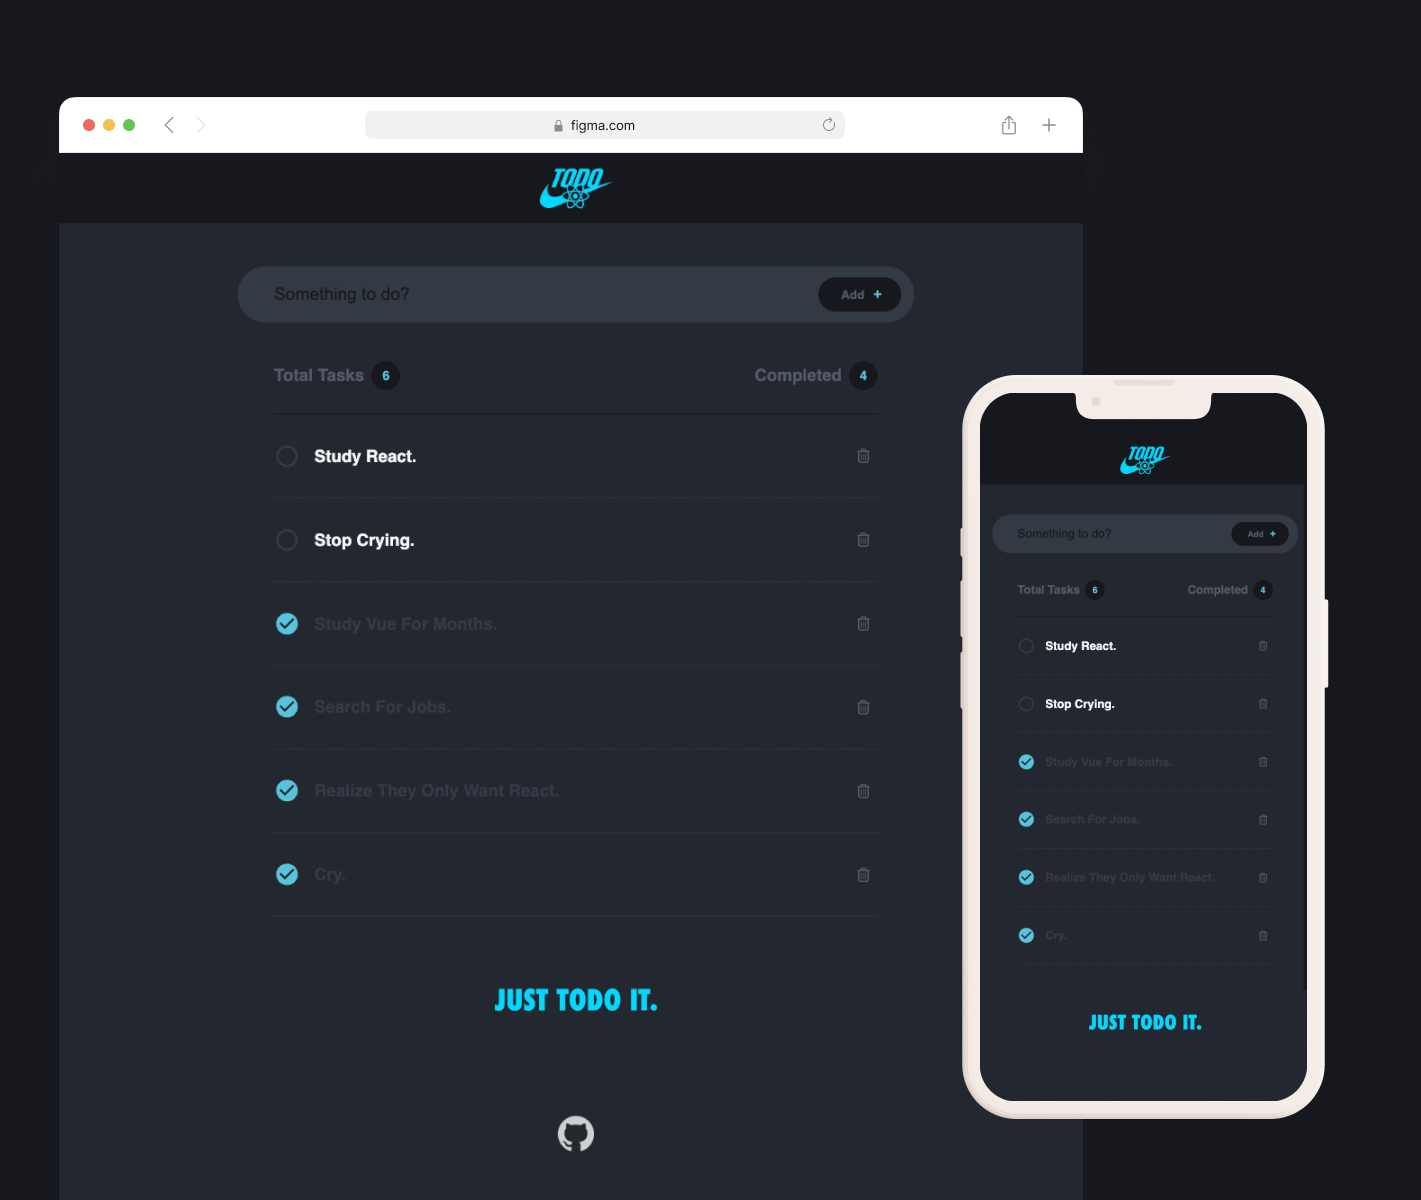 figma.com
TODO
Something to do?
Add +
Total Tasks 6
Completed 4
Study React.
Stop Crying.
Study Vue For Months.
Search For Jobs.
Realize They Only Want React.
Cry.
JUST TODO IT.
TODO
Something to do?
Add +
Total Tasks 6
Completed 4
Study React.
Stop Crying.
Study Vue For Months.
Search For Jobs.
Realize They Only Want React.
Cry.
JUST TODO IT.